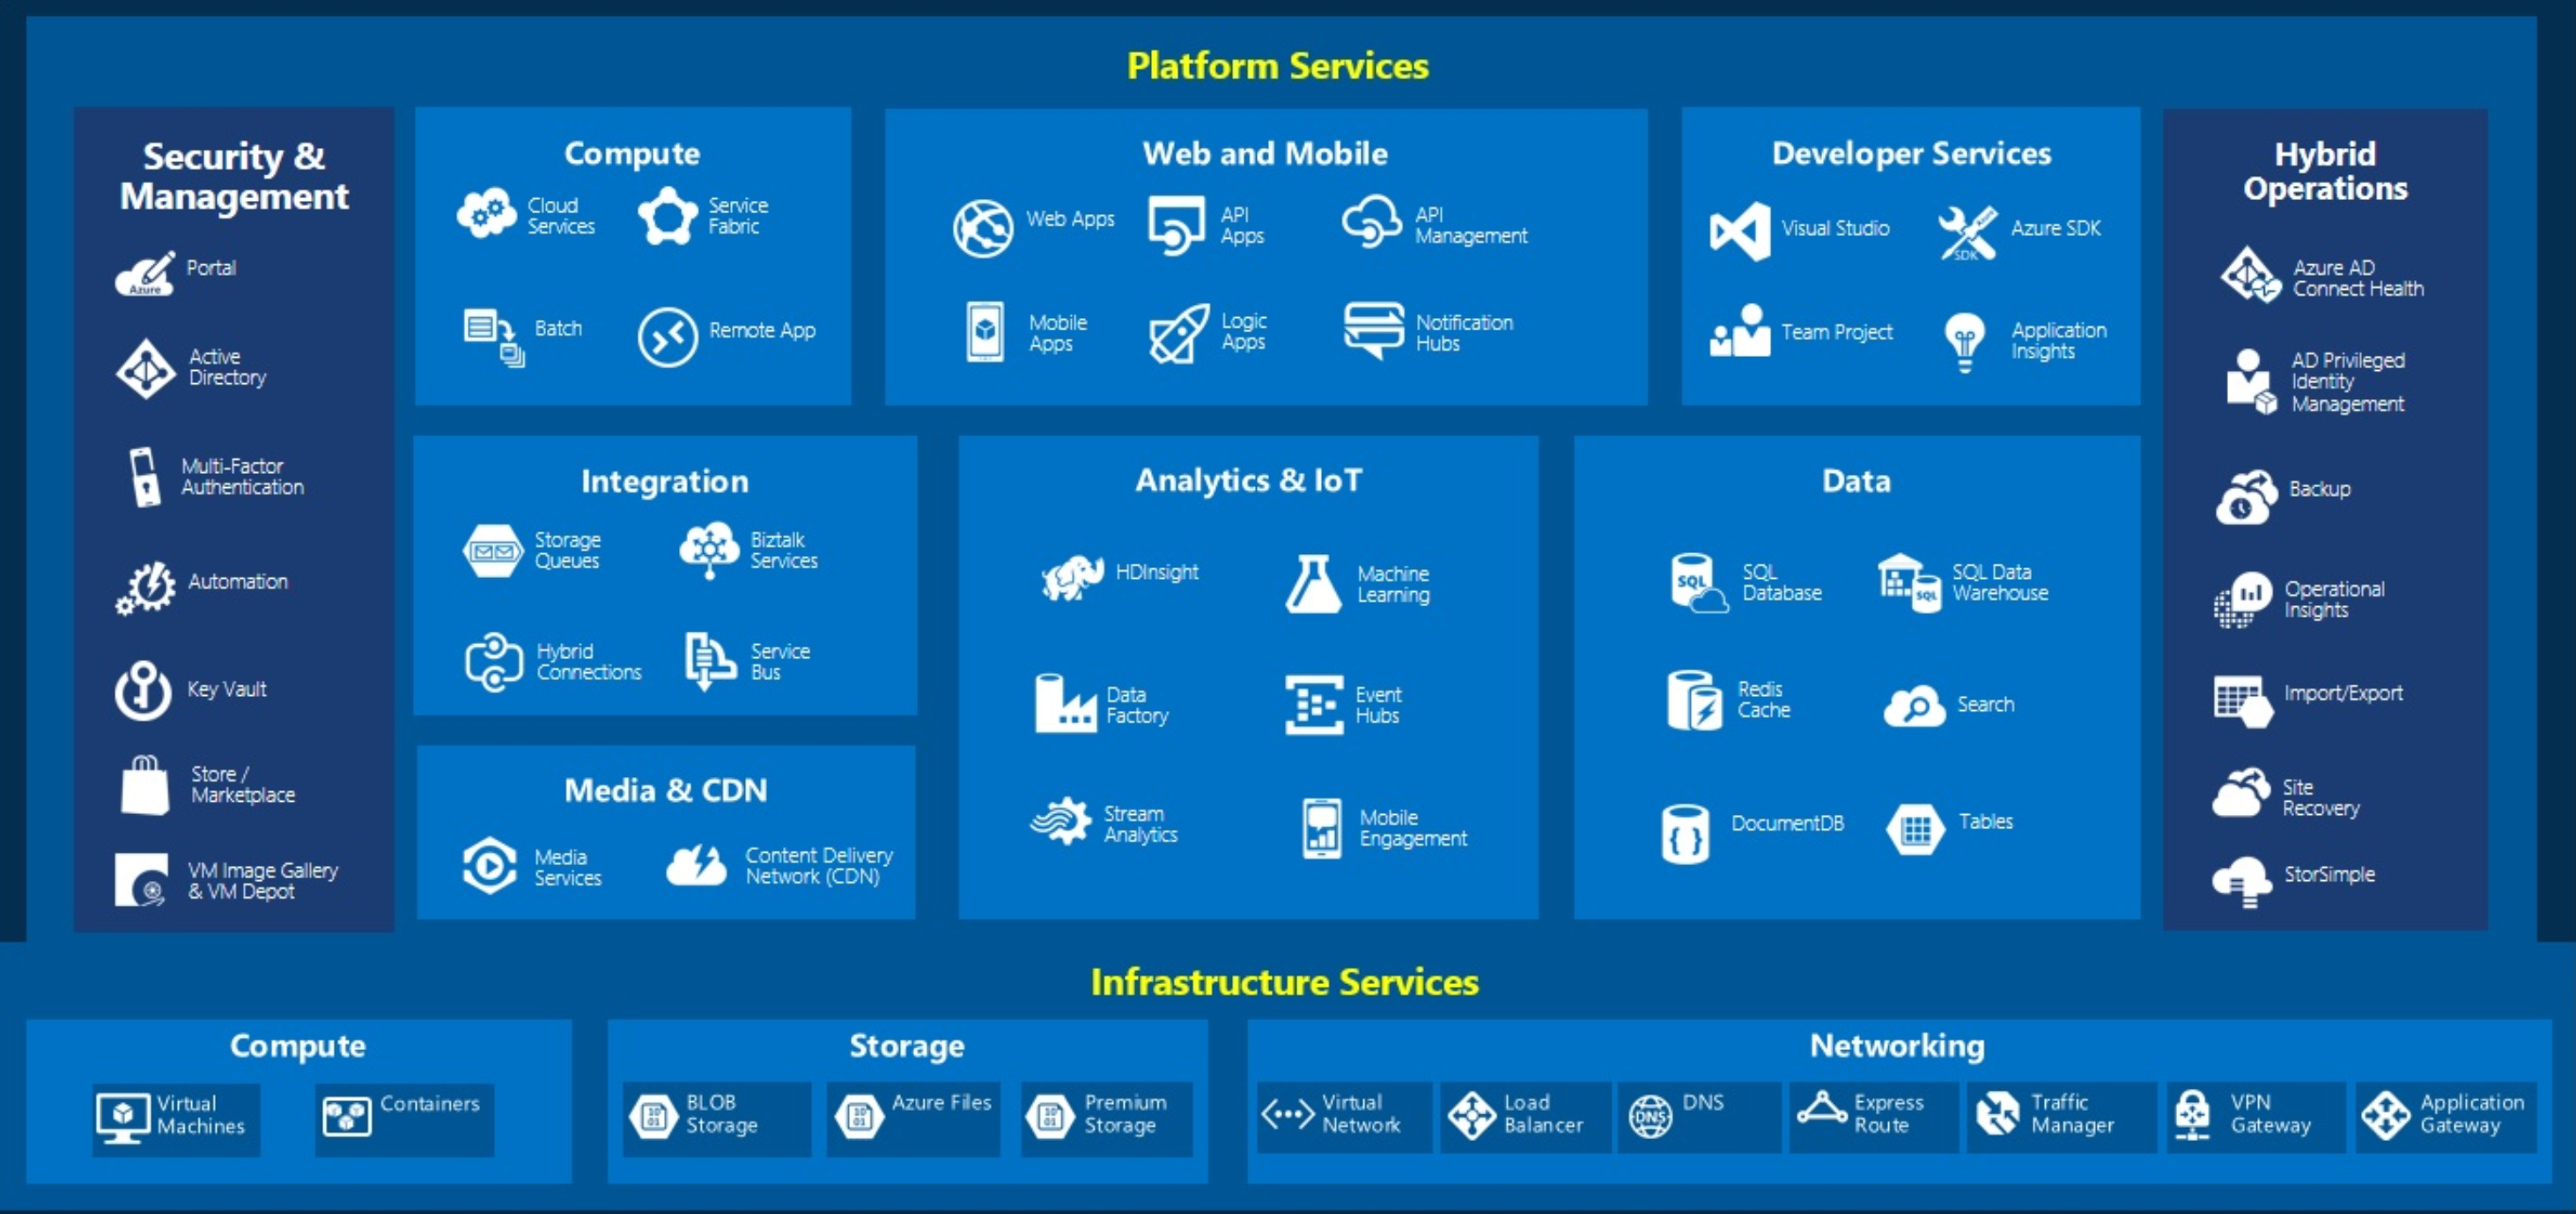 Platform Services
Security &
Management
Portal
Azure
Active
Directory
Multi-Factor
Authentication
Automation
Key Vault
Store /
Marketplace
VM Image Gallery
& VM Depot
Compute
Cloud
Services
Service
Fabric
Batch
Remote App
Web and Mobile
Web Apps
API
Apps
API
Management
Mobile
Apps
Logic
Apps
Notification
Hubs
Developer Services
Visual Studio
Azure SDK
SDK
Team Project
Application
Insights
Integration
Storage
Queues
Biztalk
Services
Hybrid
Connections
Service
Bus
Media & CDN
Media
Services
Content Delivery
Network (CDN)
Analytics & IoT
HDInsight
Machine
Learning
Data
Factory
Event
Hubs
Stream
Analytics
Mobile
Engagement
Data
SQL
SQL
Database
SQL
SQL Data
Warehouse
Redis
Cache
Search
{ }
DocumentDB
Tables
Hybrid
Operations
Azure AD
Connect Health
AD Privileged
Identity
Management
Backup
Operational
Insights
Import/Export
Site
Recovery
StorSimple
Infrastructure Services
Compute
Virtual
Machines
Containers
Storage
10
01
BLOB
Storage
10
01
Azure Files
10
01
Premium
Storage
Networking
Virtual
Network
Load
Balancer
DNS
DNS
Express
Route
Traffic
Manager
VPN
Gateway
Application
Gateway